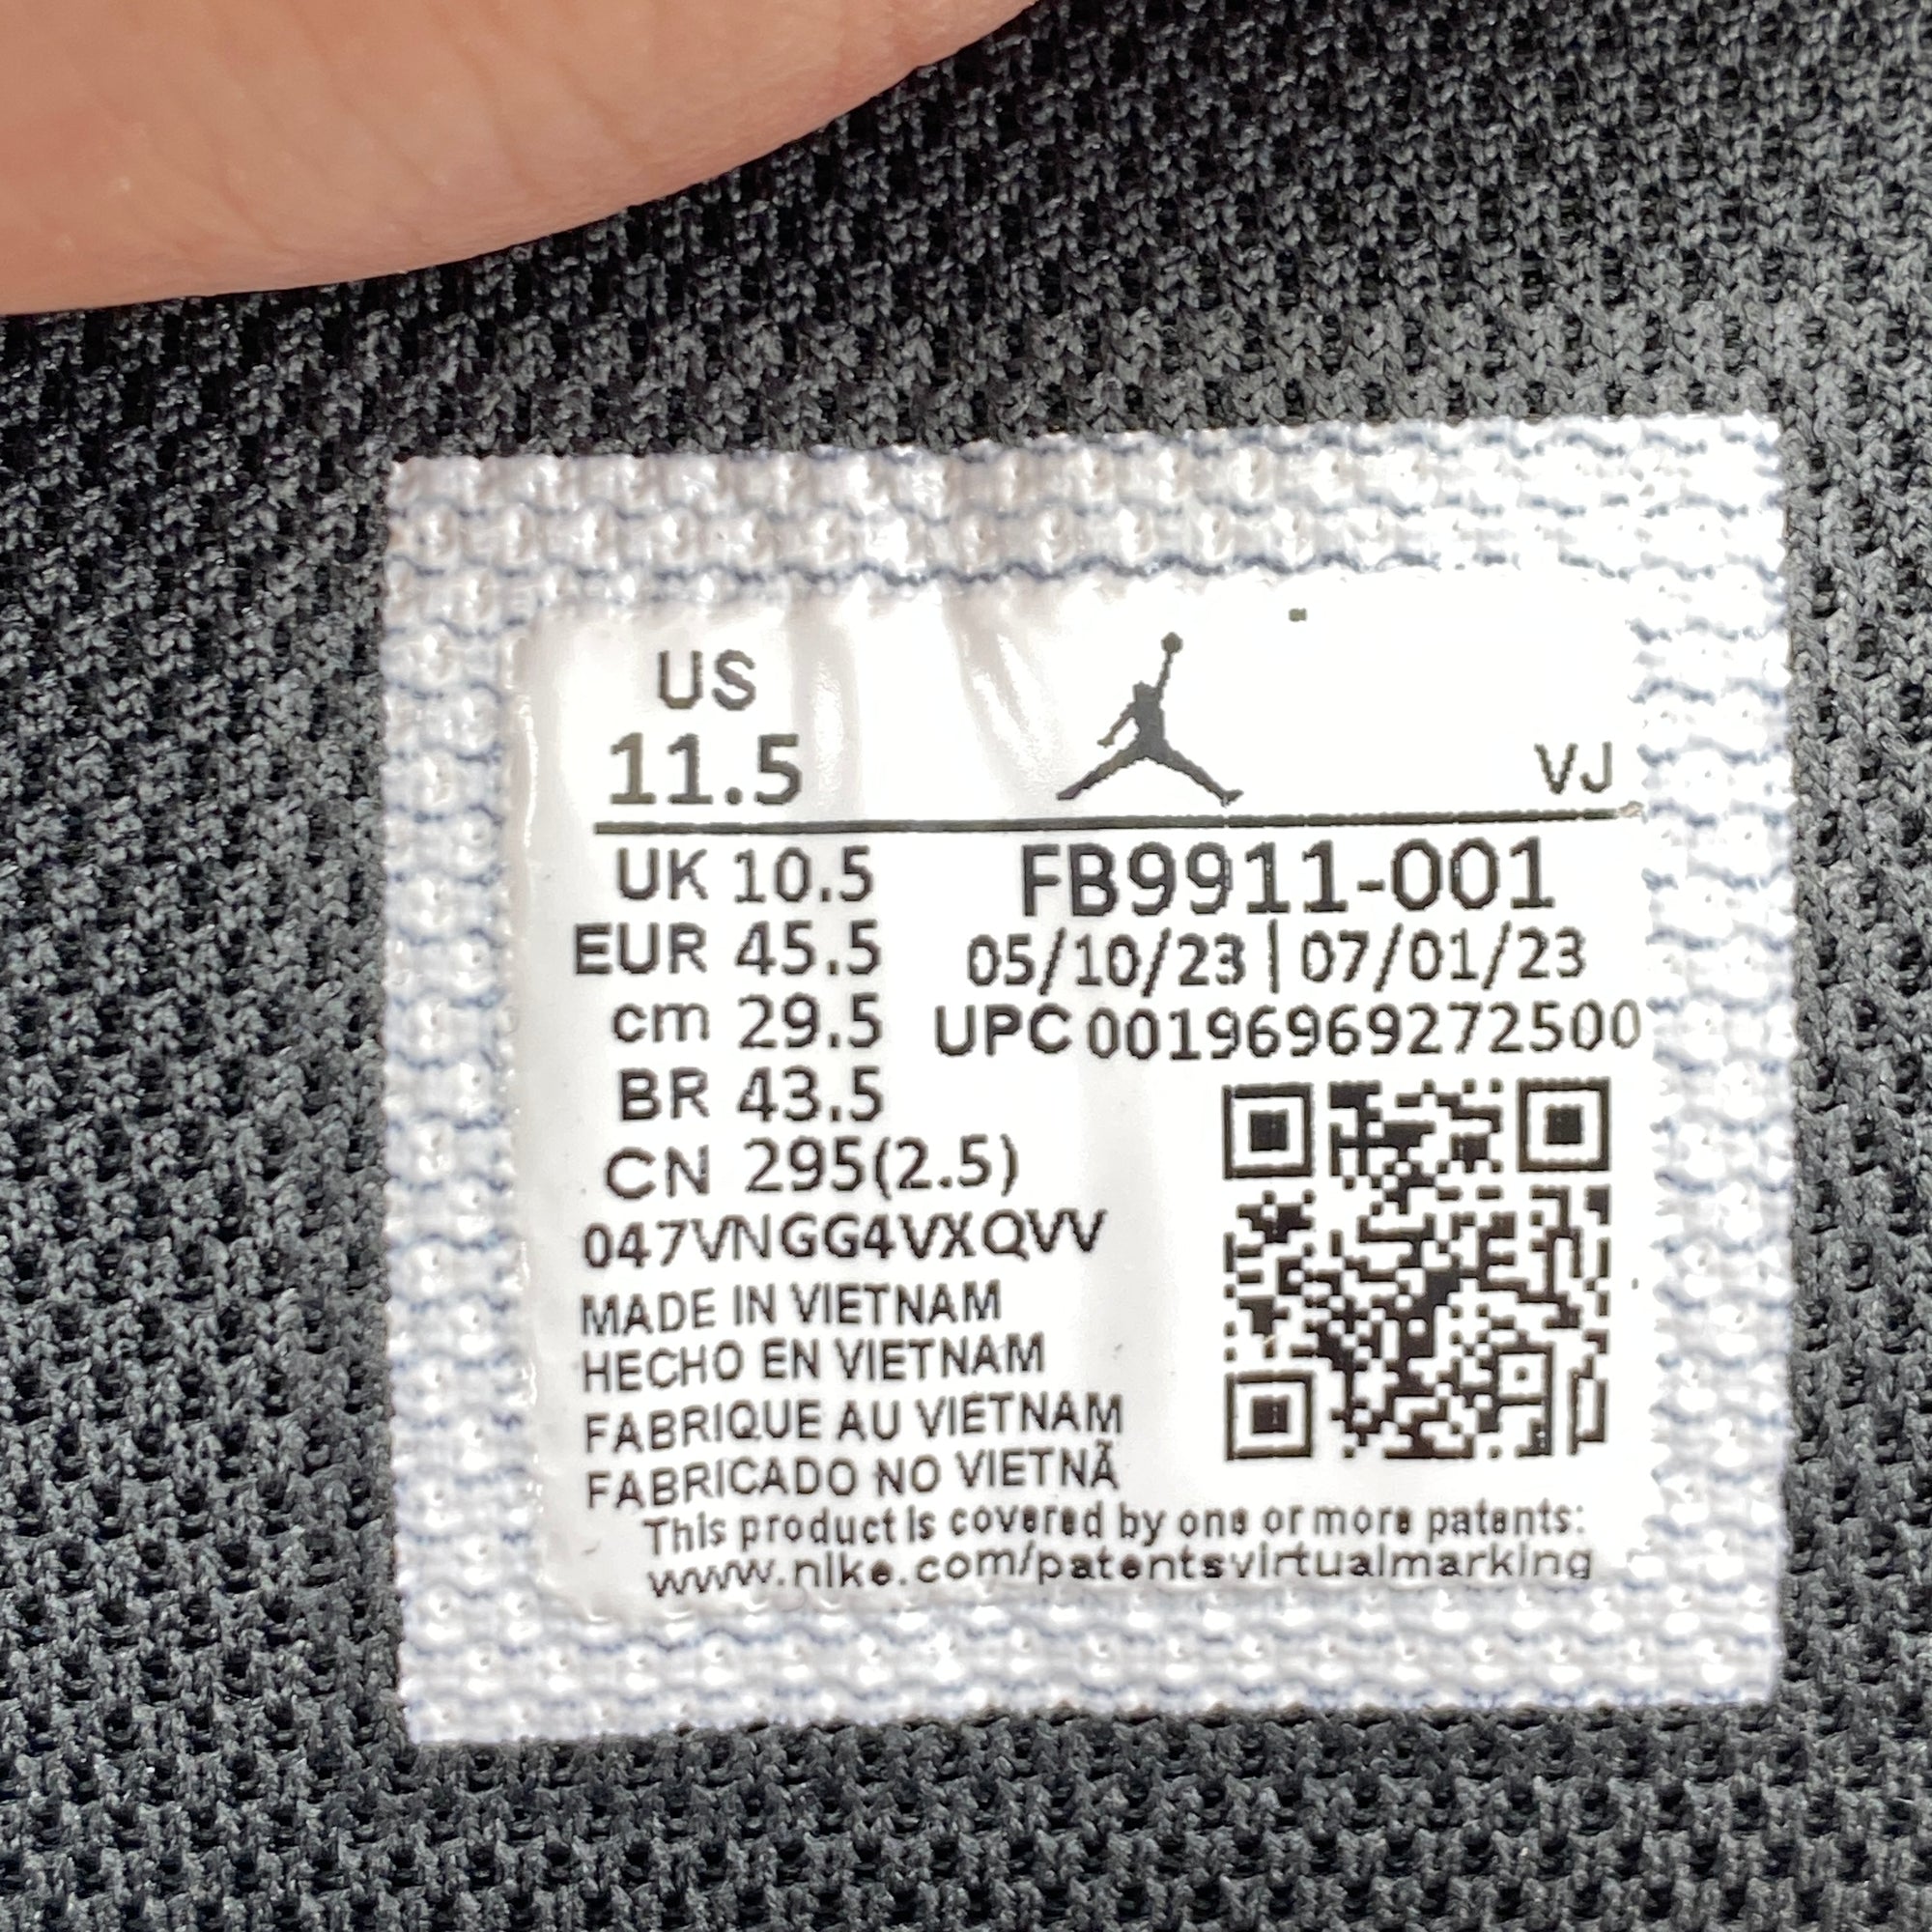 US
11.5
VJ
UK 10.5
FB9911-001
EUR 45.5
05/10/23 | 07/01/23
cm 29.5
UPC 00196969272500
BR 43.5
CN 295(2.5)
047VNGG4VXQVV
MADE IN VIETNAM
HECHO EN VIETNAM
FABRIQUE AU VIETNAM
FABRICADO NO VIETNÃ
This product is covered by one or more patents:
www.nike.com/patentsvirtualmarking